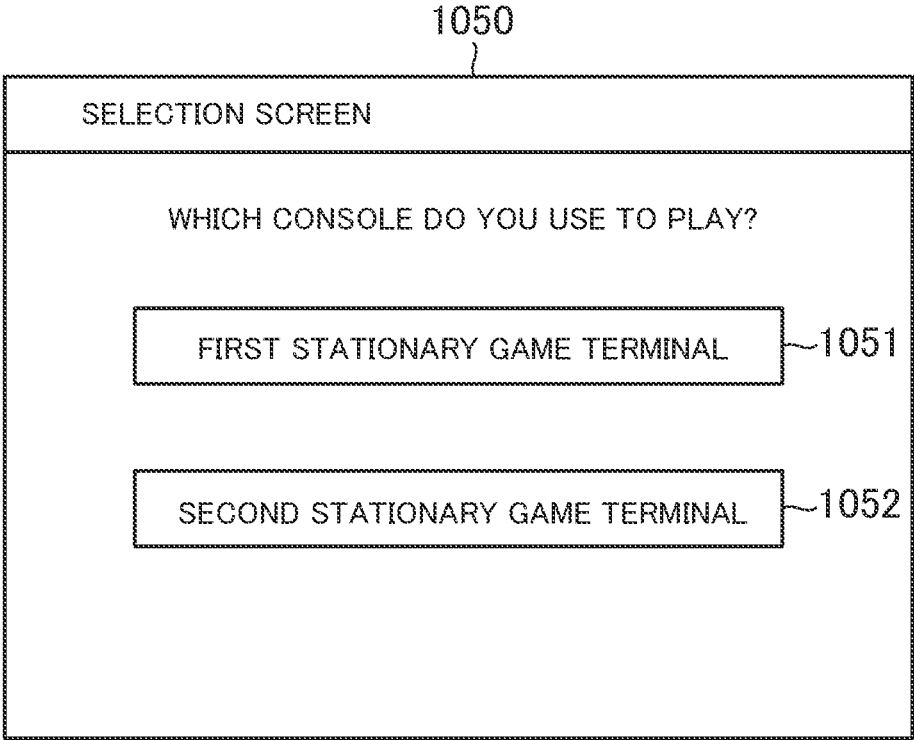 1050
SELECTION SCREEN
WHICH CONSOLE DO YOU USE TO PLAY?
FIRST STATIONARY GAME TERMINAL
1051
SECOND STATIONARY GAME TERMINAL
1052